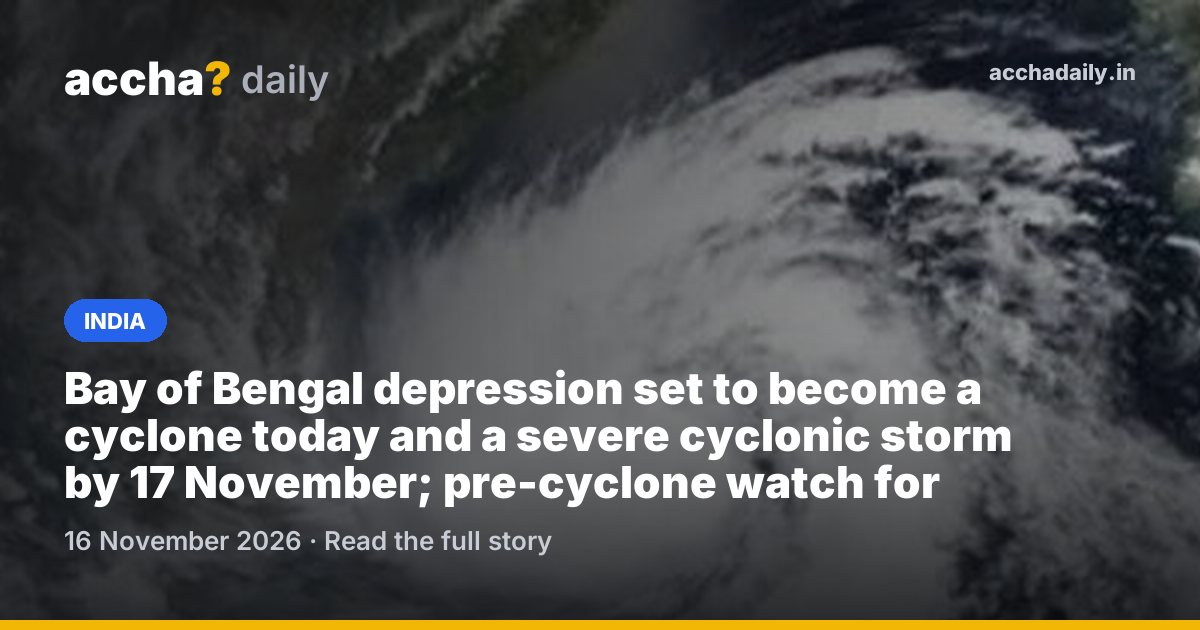 accha? daily
acchadaily.in
INDIA
Bay of Bengal depression set to become a
cyclone today and a severe cyclonic storm
by 17 November; pre-cyclone watch for
16 November 2026 · Read the full story